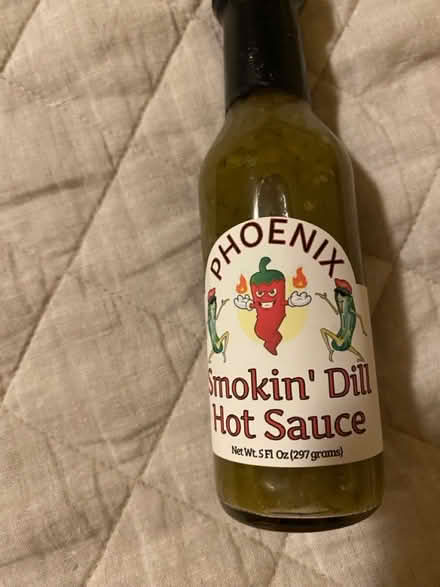 PHOENIX
Smokin' Dill
Hot Sauce
Net Wt. 5 Fl Oz (297 grams)